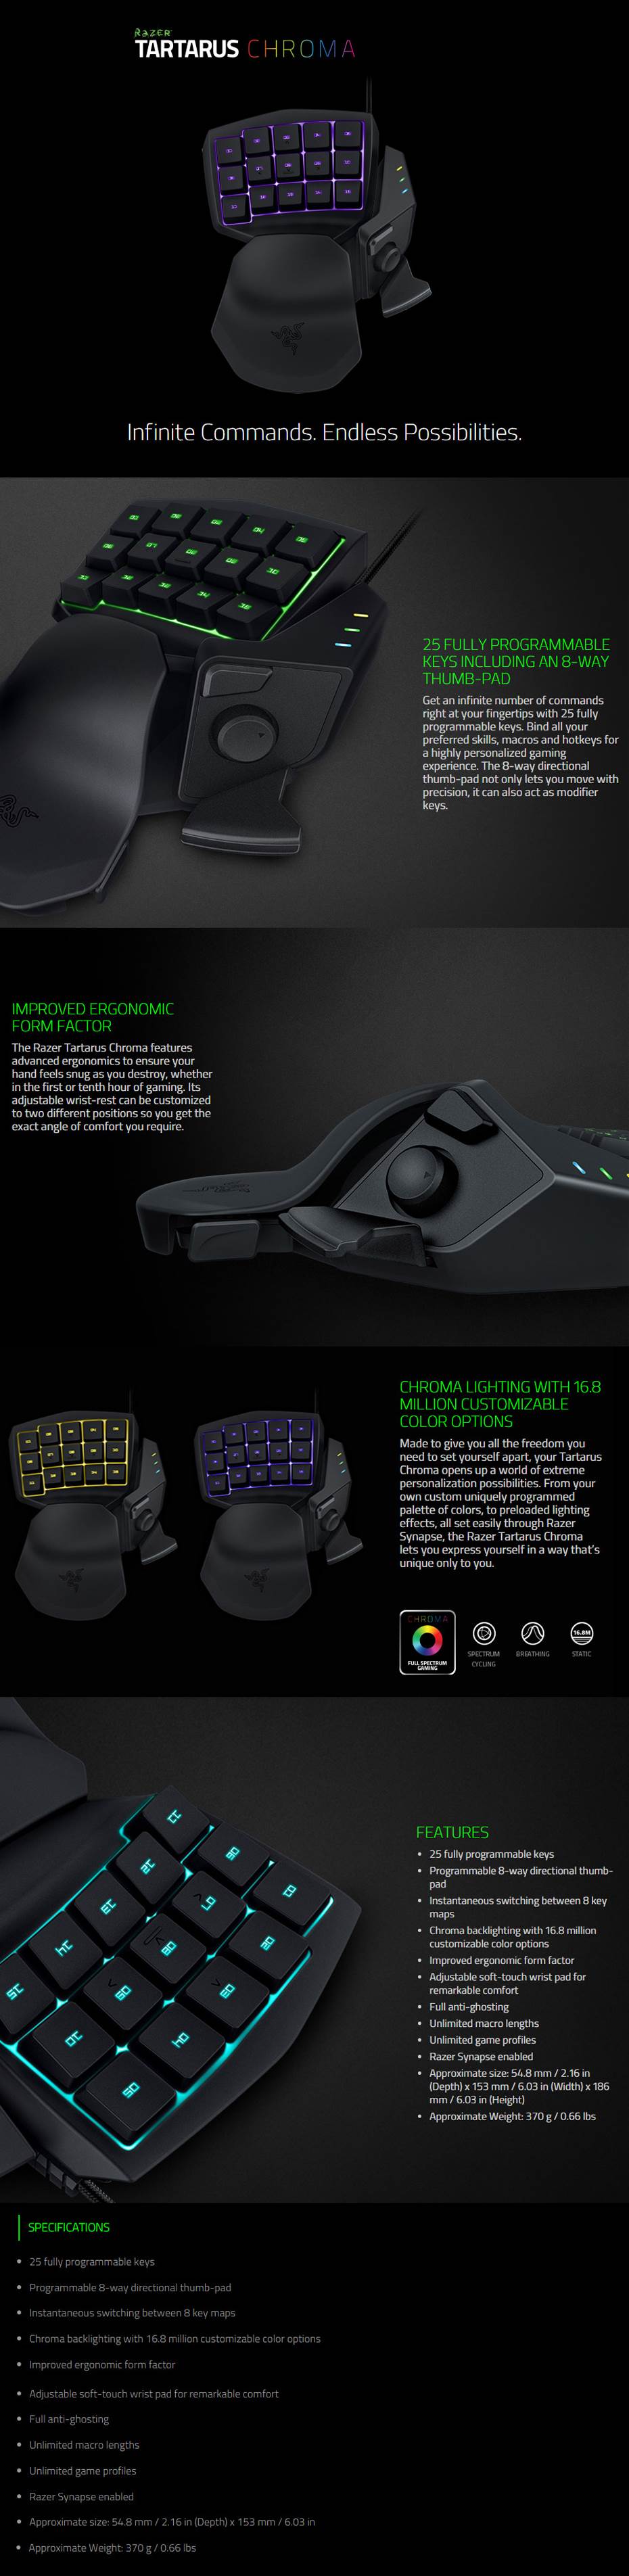 RAZER
TARTARUS CHROMA
Infinite Commands. Endless Possibilities.
25 FULLY PROGRAMMABLE
KEYS INCLUDING AN 8-WAY
THUMB-PAD
Get an infinite number of commands
right at your fingertips with 25 fully
programmable keys. Bind all your
preferred skills, macros and hotkeys for
a highly personalized gaming
experience. The 8-way directional
thumb-pad not only lets you move with
precision, it can also act as modifier
keys.
IMPROVED ERGONOMIC
FORM FACTOR
The Razer Tartarus Chroma features
advanced ergonomics to ensure your
hand feels snug as you destroy, whether
in the first or tenth hour of gaming. Its
adjustable wrist-rest can be customized
to two different positions so you get the
exact angle of comfort you require.
CHROMA LIGHTING WITH 16.8
MILLION CUSTOMIZABLE
COLOR OPTIONS
Made to give you all the freedom you
need to set yourself apart, your Tartarus
Chroma opens up a world of extreme
personalization possibilities. From your
own custom uniquely programmed
palette of colors, to preloaded lighting
effects, all set easily through Razer
Synapse, the Razer Tartarus Chroma
lets you express yourself in a way that's
unique only to you.
CHROMA
FULL SPECTRUM
GAMING
SPECTRUM
CYCLING
BREATHING
16.8M
STATIC
FEATURES
• 25 fully programmable keys
• Programmable 8-way directional thumb-
pad
• Instantaneous switching between 8 key
maps
• Chroma backlighting with 16.8 million
customizable color options
• Improved ergonomic form factor
• Adjustable soft-touch wrist pad for
remarkable comfort
• Full anti-ghosting
• Unlimited macro lengths
• Unlimited game profiles
• Razer Synapse enabled
• Approximate size: 54.8 mm / 2.16 in
(Depth) x 153 mm / 6.03 in (Width) x 186
mm / 6.03 in (Height)
• Approximate Weight: 370 g / 0.66 lbs
SPECIFICATIONS
• 25 fully programmable keys
• Programmable 8-way directional thumb-pad
• Instantaneous switching between 8 key maps
• Chroma backlighting with 16.8 million customizable color options
• Improved ergonomic form factor
• Adjustable soft-touch wrist pad for remarkable comfort
• Full anti-ghosting
• Unlimited macro lengths
• Unlimited game profiles
• Razer Synapse enabled
• Approximate size: 54.8 mm / 2.16 in (Depth) x 153 mm / 6.03 in
• Approximate Weight: 370 g / 0.66 lbs